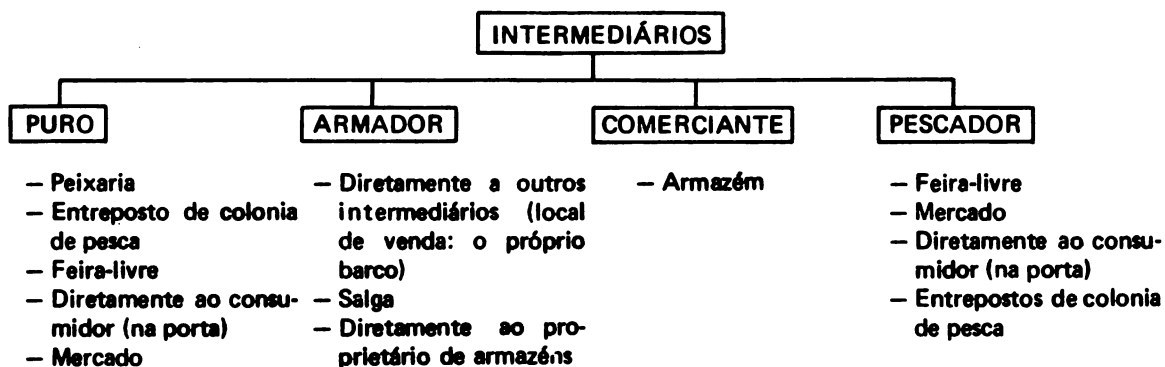 INTERMEDIÁRIOS
PURO
— Peixaria
— Entreposto de colonia
de pesca
— Feira-livre
— Diretamente ao consu-
midor (na porta)
— Mercado
ARMADOR
— Diretamente a outros
intermediários (local
de venda: o próprio
barco)
— Salga
— Diretamente ao pro-
prietário de armazéns
COMERCIANTE
— Armazém
PESCADOR
— Feira-livre
— Mercado
— Diretamente ao consu-
midor (na porta)
— Entrepostos de colonia
de pesca